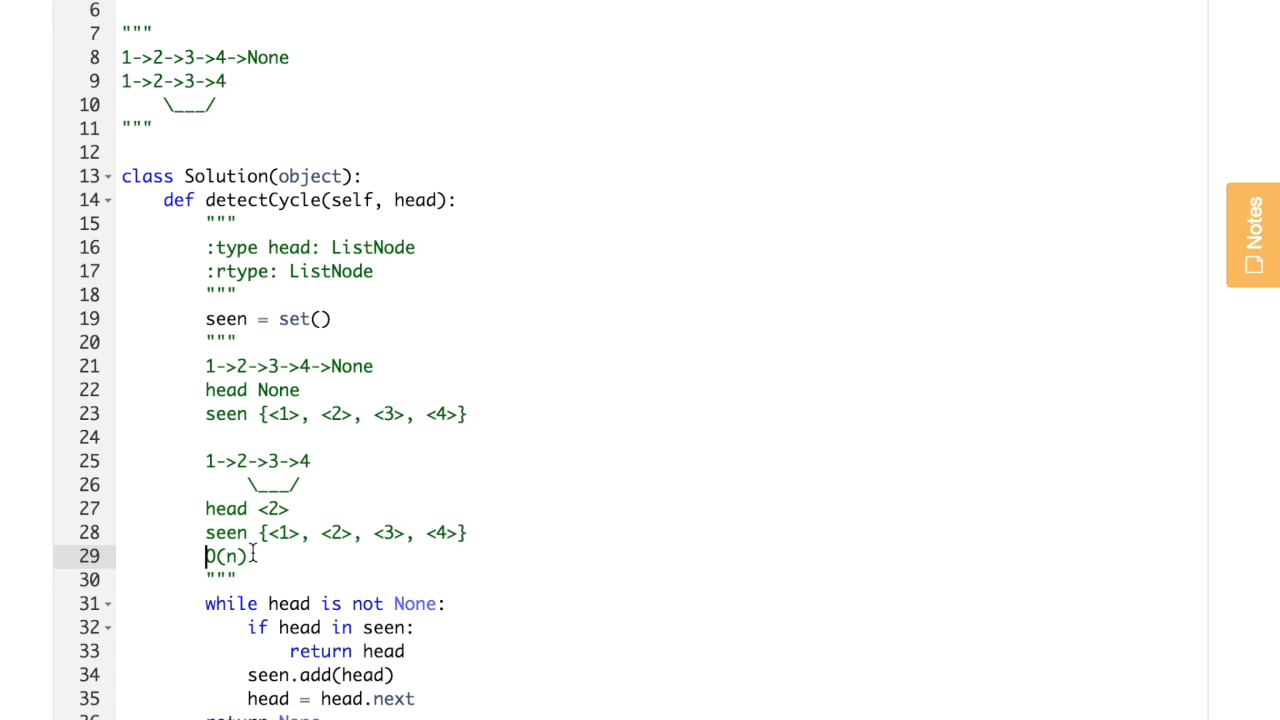 6
7 """
8 1->2->3->4->None
9 1->2->3->4
10     \___/
11 """
12
13 class Solution(object):
14     def detectCycle(self, head):
15         """
16         :type head: ListNode
17         :rtype: ListNode
18         """
19         seen = set()
20         """
21         1->2->3->4->None
22         head None
23         seen {<1>, <2>, <3>, <4>}
24
25         1->2->3->4
26             \___/
27         head <2>
28         seen {<1>, <2>, <3>, <4>}
29         O(n)
30         """
31         while head is not None:
32             if head in seen:
33                 return head
34             seen.add(head)
35             head = head.next
36         return None
Notes